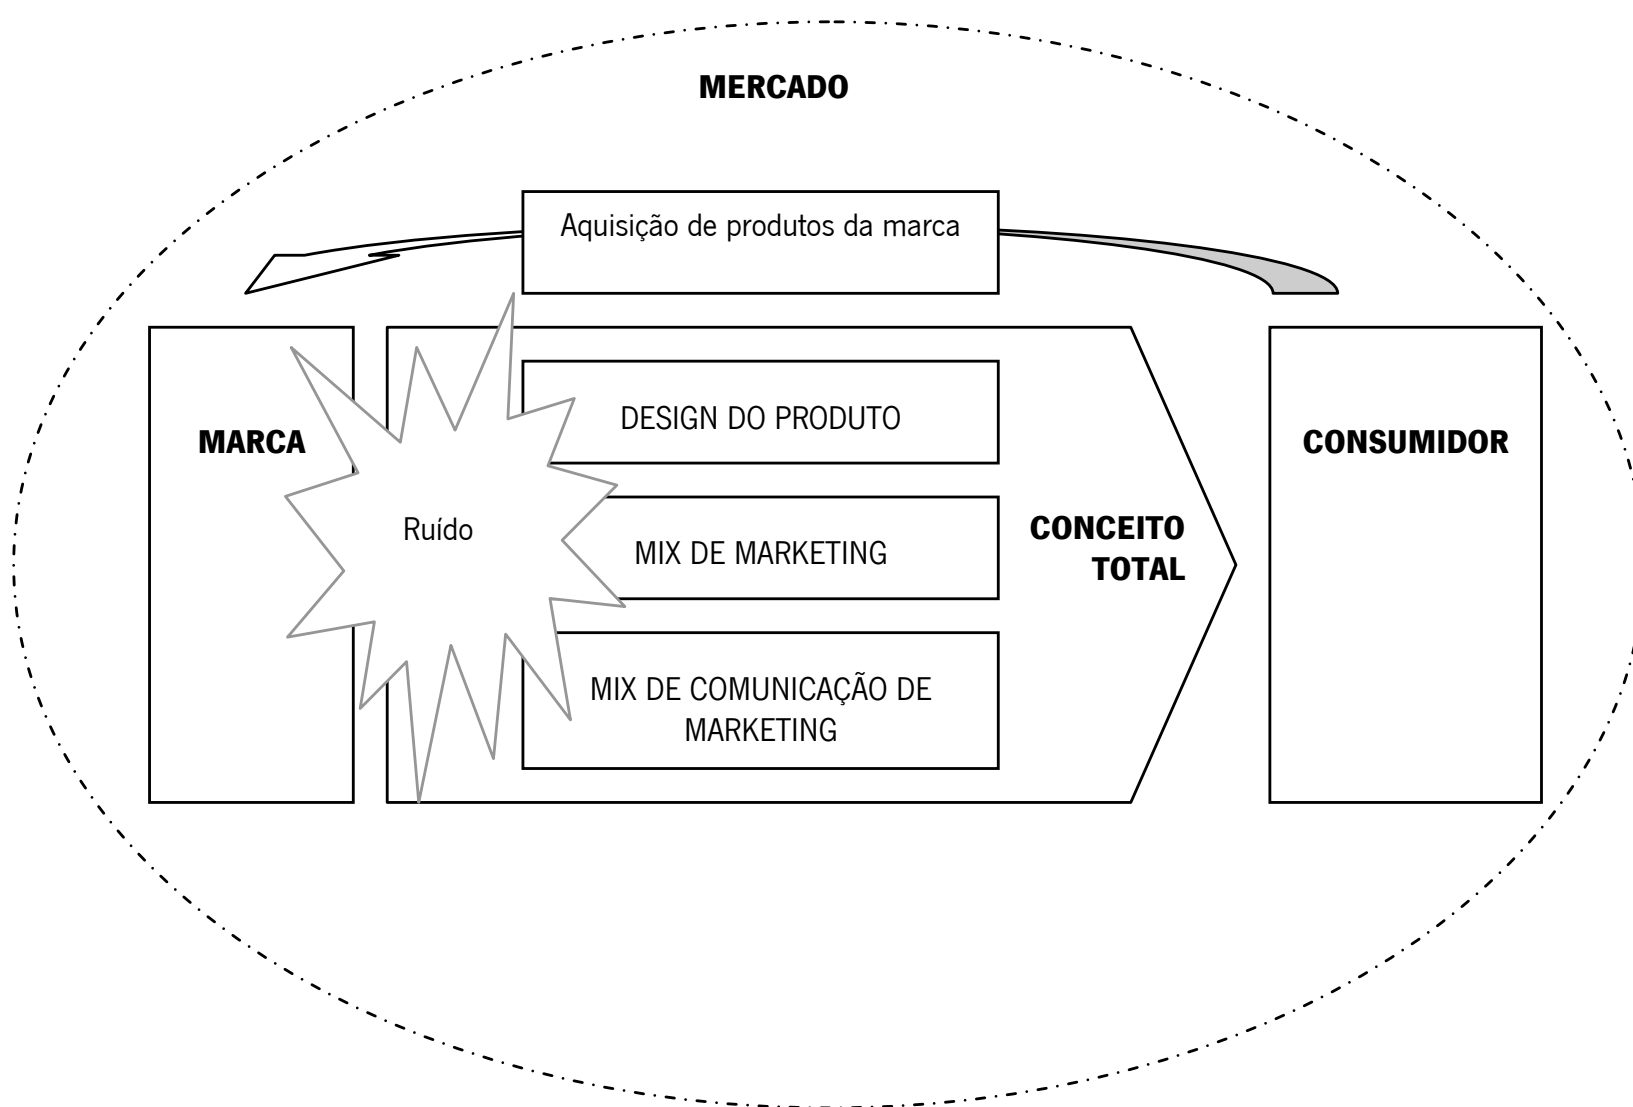 MERCADO
Aquisição de produtos da marca
DESIGN DO PRODUTO
MARCA
CONSUMIDOR
Ruído
MIX DE MARKETING
CONCEITO
TOTAL
MIX DE COMUNICAÇÃO DE
MARKETING